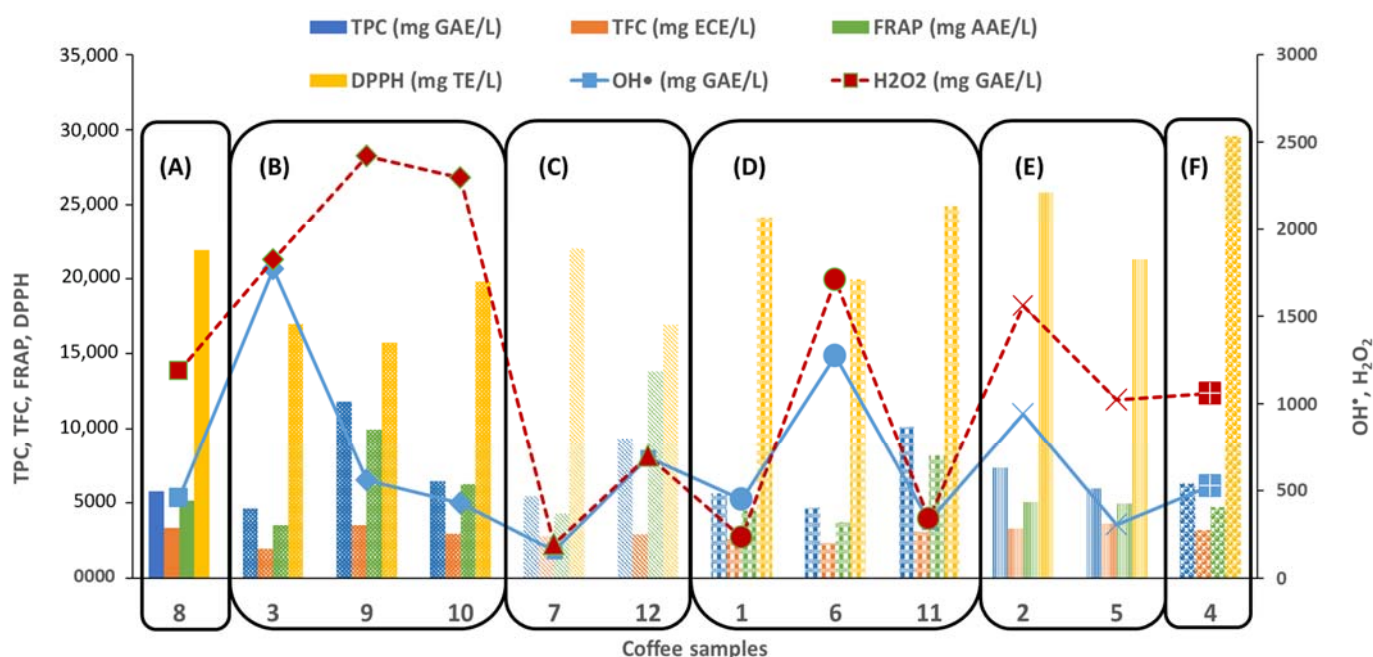 TPC (mg GAE/L) TFC (mg ECE/L) FRAP (mg AAE/L)
DPPH (mg TE/L) OH• (mg GAE/L) H2O2 (mg GAE/L)
35,000 3000
30,000
2500
25,000
2000
20,000
1500
15,000
1000
10,000
5000 500
0000 0
TPC, TFC, FRAP, DPPH
OH•, H₂O₂
(A) (B) (C) (D) (E) (F)
8 3 9 10 7 12 1 6 11 2 5 4
Coffee samples